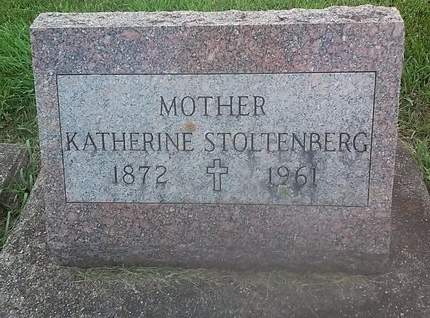 MOTHER
KATHERINE STOLTENBERG
1872 ✝ 1961